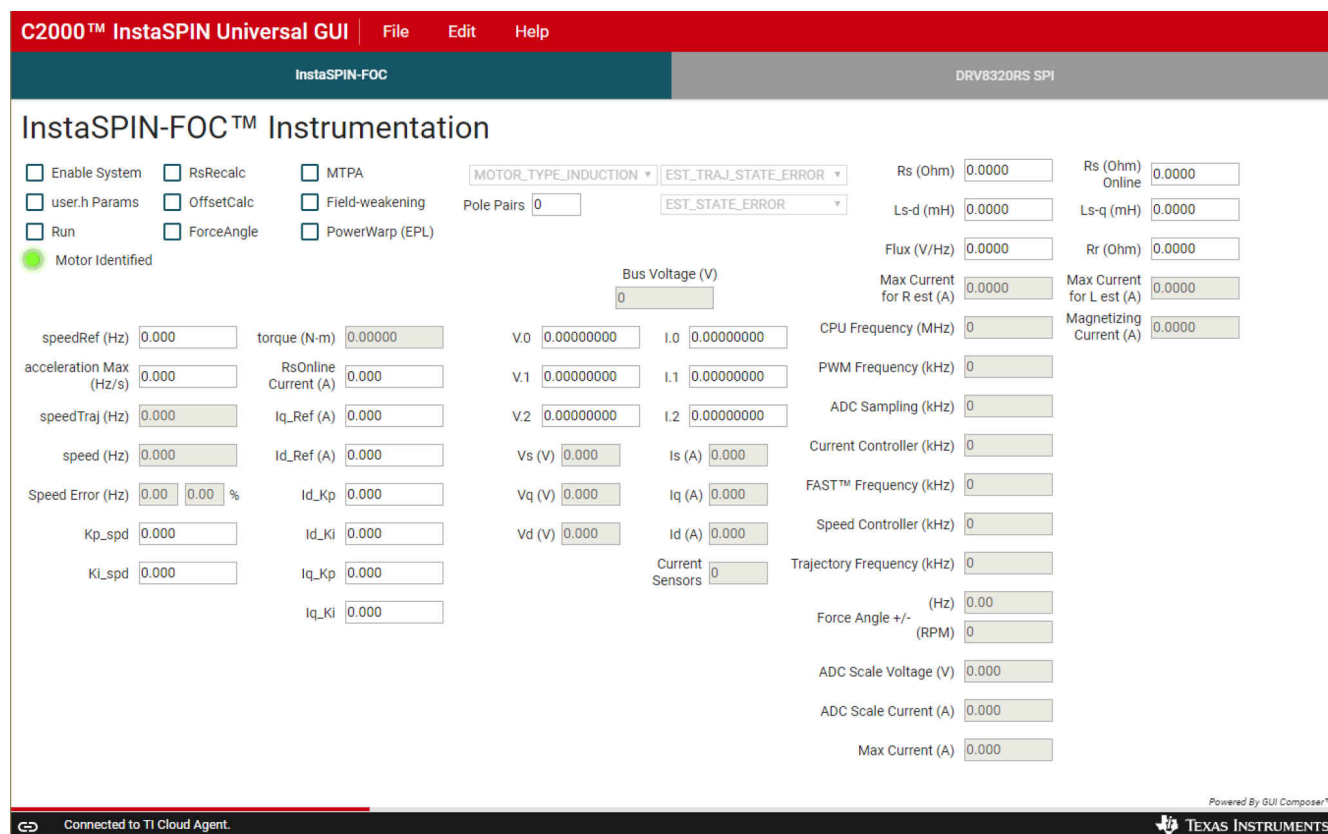 C2000™ InstaSPIN Universal GUI File Edit Help
InstaSPIN-FOC DRV8320RS SPI
InstaSPIN-FOC™ Instrumentation
Enable System RsRecalc MTPA
user.h Params OffsetCalc Field-weakening
Run ForceAngle PowerWarp (EPL)
Motor Identified
MOTOR_TYPE_INDUCTION EST_TRAJ_STATE_ERROR
Pole Pairs 0 EST_STATE_ERROR
Bus Voltage (V)
0
Rs (Ohm) 0.0000 Rs (Ohm) Online 0.0000
Ls-d (mH) 0.0000 Ls-q (mH) 0.0000
Flux (V/Hz) 0.0000 Rr (Ohm) 0.0000
Max Current for R est (A) 0.0000 Max Current for L est (A) 0.0000
CPU Frequency (MHz) 0 Magnetizing Current (A) 0.0000
PWM Frequency (kHz) 0
ADC Sampling (kHz) 0
Current Controller (kHz) 0
FAST™ Frequency (kHz) 0
Speed Controller (kHz) 0
Trajectory Frequency (kHz) 0
Force Angle +/- (Hz) 0.00
(RPM) 0
ADC Scale Voltage (V) 0.000
ADC Scale Current (A) 0.000
Max Current (A) 0.000
speedRef (Hz) 0.000 torque (N·m) 0.00000 V.0 0.00000000 I.0 0.00000000
acceleration Max (Hz/s) 0.000 RsOnline Current (A) 0.000 V.1 0.00000000 I.1 0.00000000
speedTraj (Hz) 0.000 Iq_Ref (A) 0.000 V.2 0.00000000 I.2 0.00000000
speed (Hz) 0.000 Id_Ref (A) 0.000 Vs (V) 0.000 Is (A) 0.000
Speed Error (Hz) 0.00 0.00 % Id_Kp 0.000 Vq (V) 0.000 Iq (A) 0.000
Kp_spd 0.000 Id_Ki 0.000 Vd (V) 0.000 Id (A) 0.000
Ki_spd 0.000 Iq_Kp 0.000 Current Sensors 0
Iq_Ki 0.000
Powered By GUI Composer™
Connected to TI Cloud Agent. TEXAS INSTRUMENTS